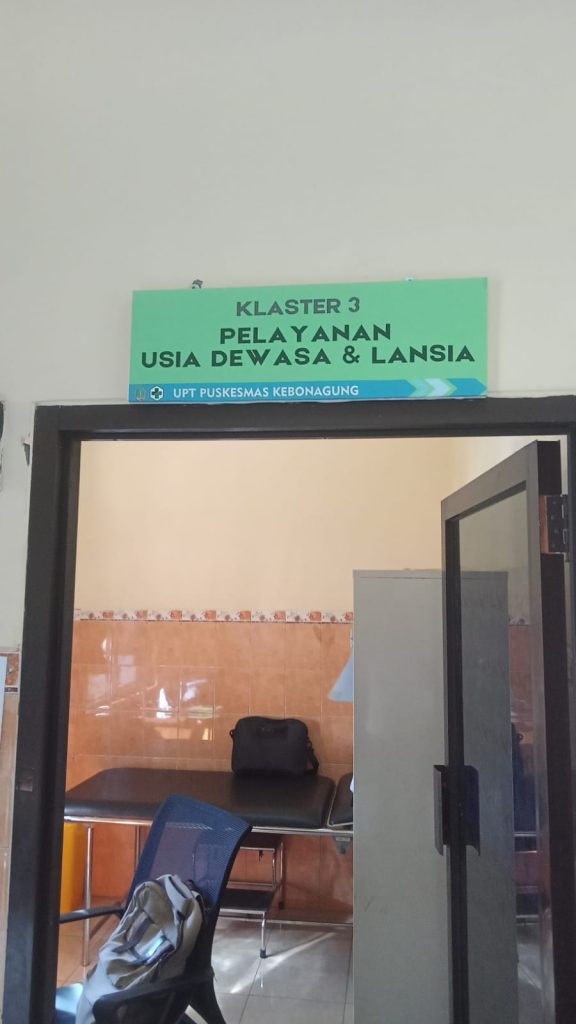 KLASTER 3
PELAYANAN
USIA DEWASA & LANSIA
UPT PUSKESMAS KEBONAGUNG